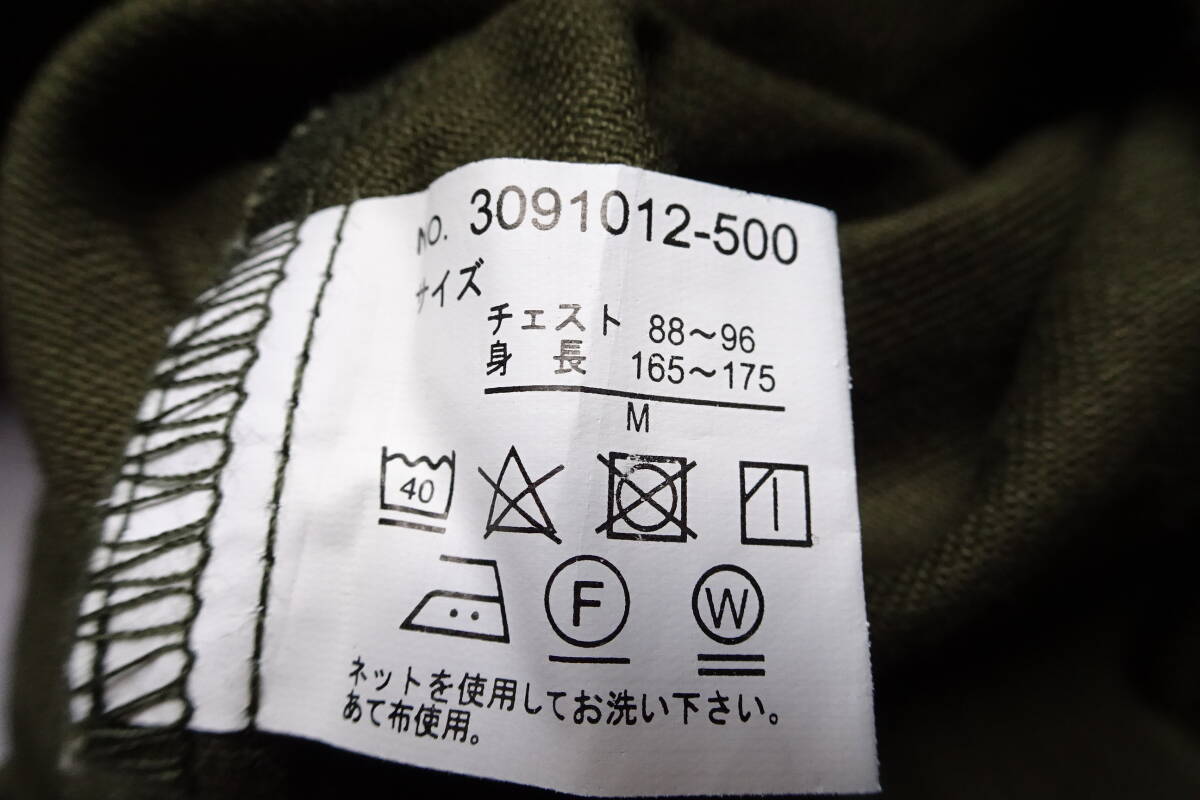 No. 3091012-500
サイズ
チェスト 88～96
身長 165～175
M
40
F W
ネットを使用してお洗い下さい。
あて布使用。